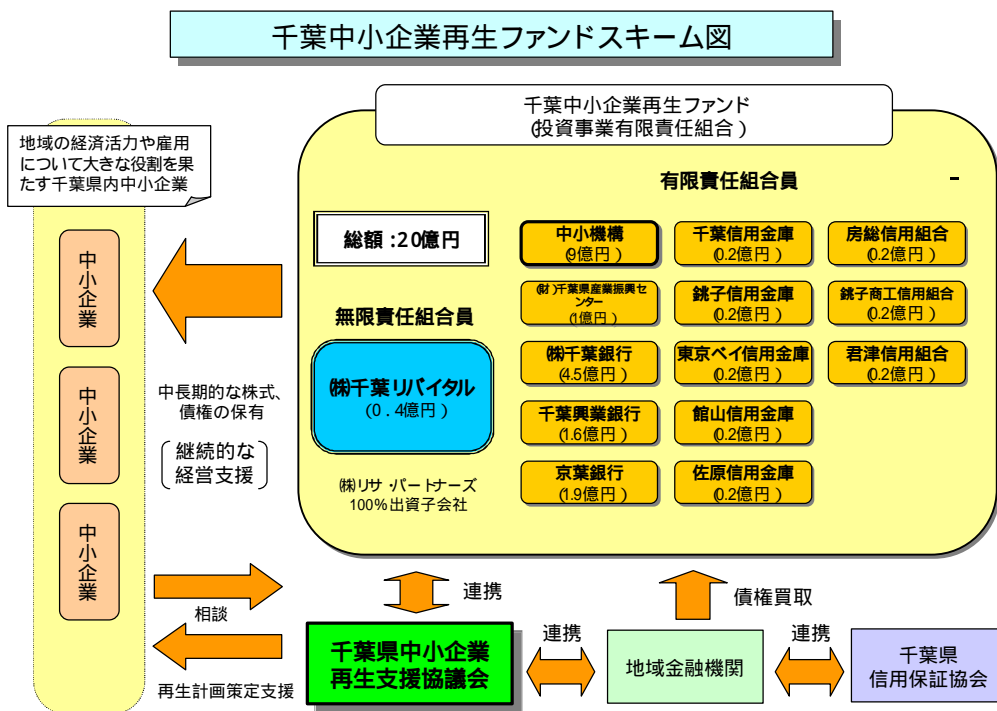 千葉中小企業再生ファンドスキーム図
千葉中小企業再生ファンド
(投資事業有限責任組合)
地域の経済活力や雇用
について大きな役割を果
たす千葉県内中小企業
有限責任組合員
-
総額:20億円
中小機構
(9億円)
千葉信用金庫
(0.2億円)
房総信用組合
(0.2億円)
中小企業
(財)千葉県産業振興セ
ンター
(1億円)
銚子信用金庫
(0.2億円)
銚子商工信用組合
(0.2億円)
無限責任組合員
㈱千葉リバイタル
(0.4億円)
㈱千葉銀行
(4.5億円)
東京ベイ信用金庫
(0.2億円)
君津信用組合
(0.2億円)
中小企業
中長期的な株式、
債権の保有
継続的な
経営支援
千葉興業銀行
(1.6億円)
館山信用金庫
(0.2億円)
㈱リサ・パートナーズ
100%出資子会社
京葉銀行
(1.9億円)
佐原信用金庫
(0.2億円)
中小企業
相談
連携
債権買取
再生計画策定支援
千葉県中小企業
再生支援協議会
連携
地域金融機関
連携
千葉県
信用保証協会